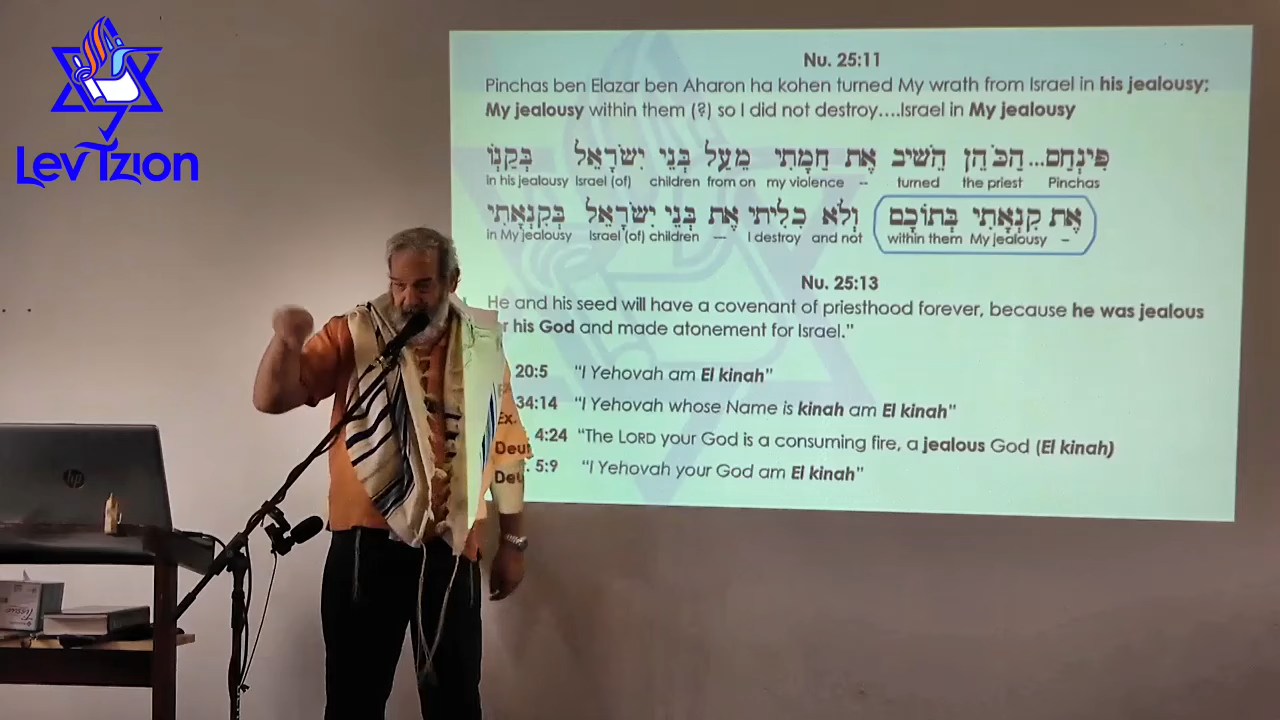 Lev Tzion
Nu. 25:11
Pinchas ben Elazar ben Aharon ha kohen turned My wrath from Israel in his jealousy;
My jealousy within them (?) so I did not destroy….Israel in My jealousy
פִּינְחָס...הַכֹּהֵן הֵשִׁיב אֶת חֲמָתִי מֵעַל בְּנֵי יִשְׂרָאֵל בְּקַנְאוֹ
in his jealousy Israel (of) children from on my violence -- turned the priest Pinchas
אֶת קִנְאָתִי בְּתוֹכָם וְלֹא כִלִּיתִי אֶת בְּנֵי יִשְׂרָאֵל בְּקִנְאָתִי
in My jealousy Israel (of) children — I destroy and not within them My jealousy –
Nu. 25:13
He and his seed will have a covenant of priesthood forever, because he was jealous
r his God and made atonement for Israel."
20:5 "I Yehovah am El kinah"
Ex. 34:14 "I Yehovah whose Name is kinah am El kinah"
Deu 4:24 "The LORD your God is a consuming fire, a jealous God (El kinah)
Deu . 5:9 "I Yehovah your God am El kinah"
hp
Tissue